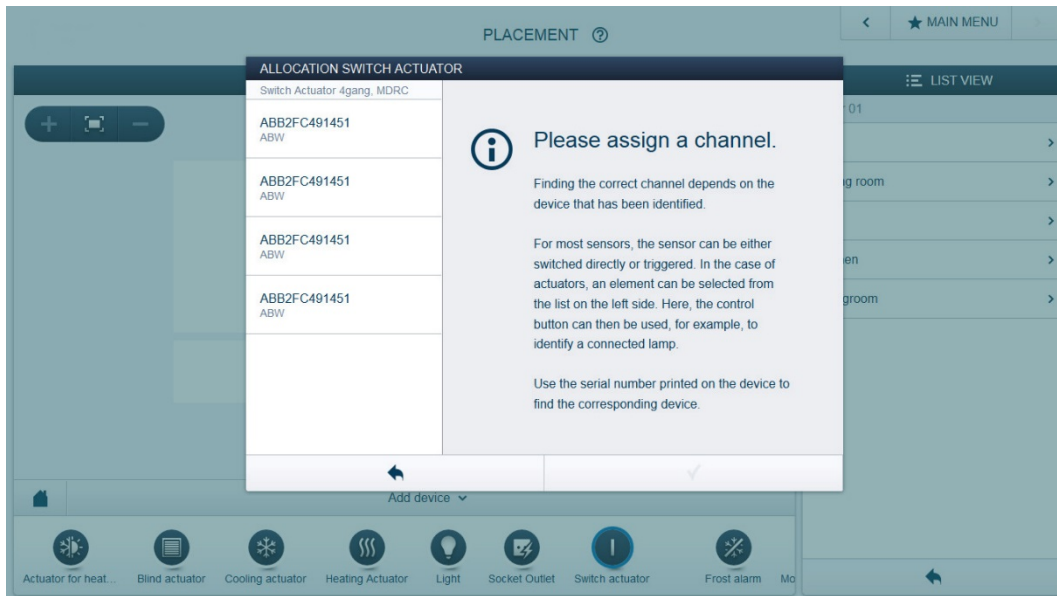 PLACEMENT
MAIN MENU
ALLOCATION SWITCH ACTUATOR
Switch Actuator 4gang, MDRC
ABB2FC491451
ABW
ABB2FC491451
ABW
ABB2FC491451
ABW
ABB2FC491451
ABW
Please assign a channel.
Finding the correct channel depends on the
device that has been identified.
For most sensors, the sensor can be either
switched directly or triggered. In the case of
actuators, an element can be selected from
the list on the left side. Here, the control
button can then be used, for example, to
identify a connected lamp.
Use the serial number printed on the device to
find the corresponding device.
LIST VIEW
01
room
groom
Add device
Actuator for heat...
Blind actuator
Cooling actuator
Heating Actuator
Light
Socket Outlet
Switch actuator
Frost alarm
Mo